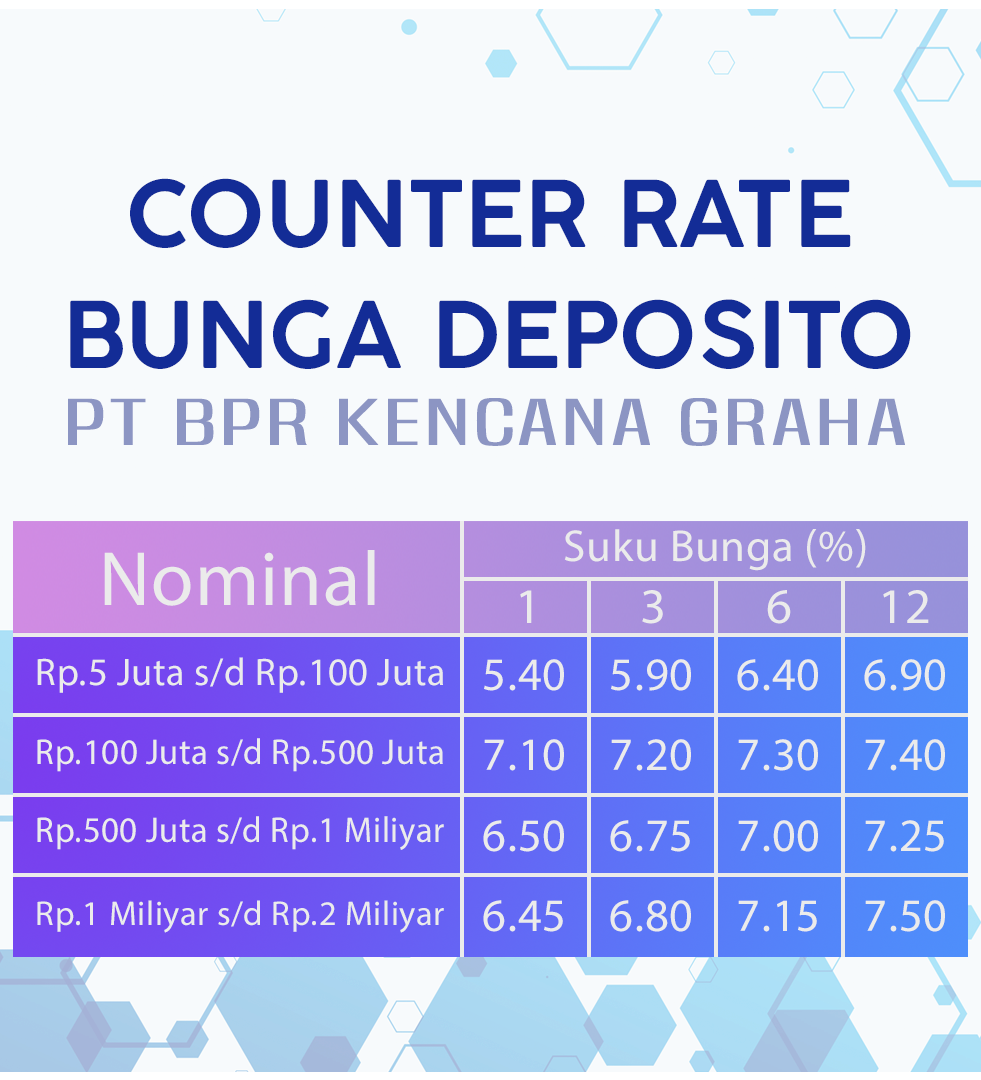 COUNTER RATE
BUNGA DEPOSITO
PT BPR KENCANA GRAHA
Nominal
Suku Bunga (%)
1 3 6 12
Rp.5 Juta s/d Rp.100 Juta 5.40 5.90 6.40 6.90
Rp.100 Juta s/d Rp.500 Juta 7.10 7.20 7.30 7.40
Rp.500 Juta s/d Rp.1 Miliyar 6.50 6.75 7.00 7.25
Rp.1 Miliyar s/d Rp.2 Miliyar 6.45 6.80 7.15 7.50